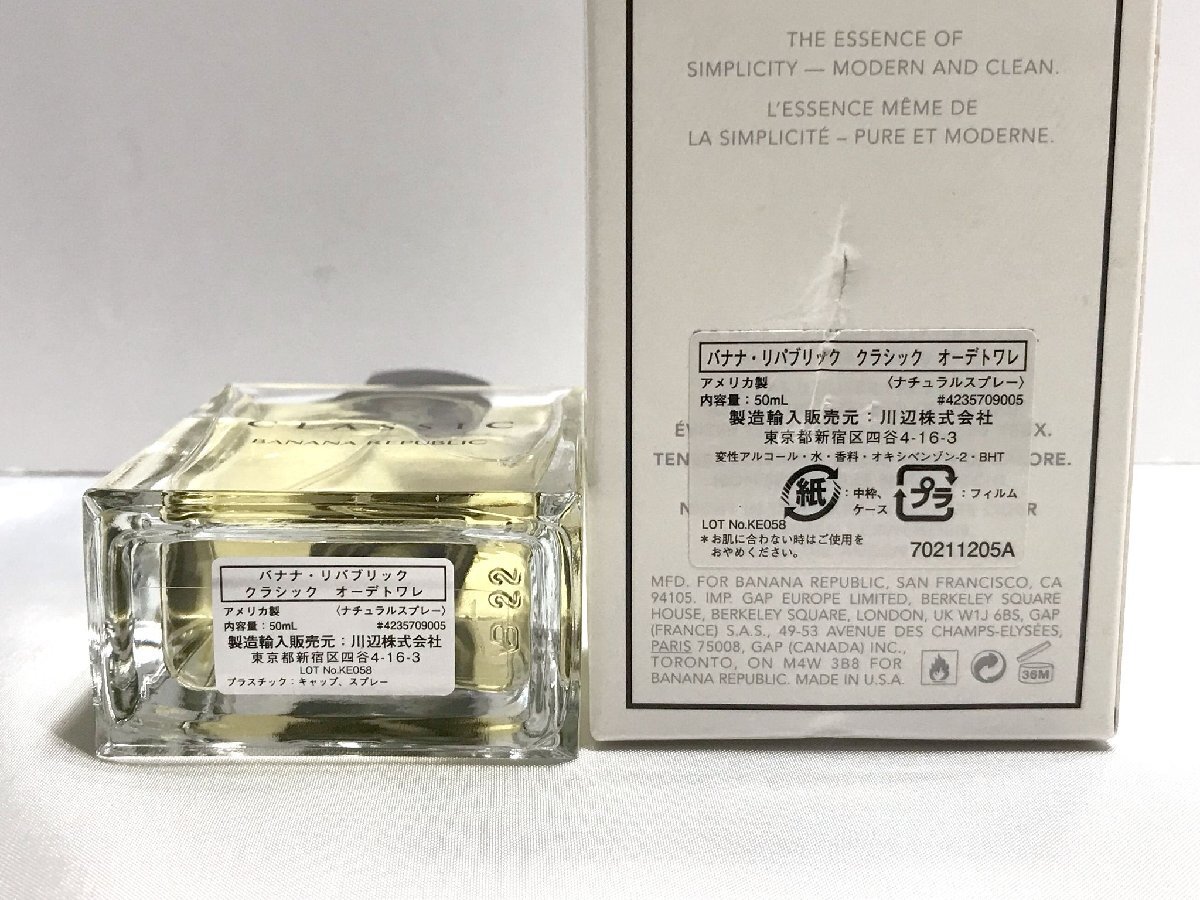 CLASSIC
BANANA REPUBLIC
バナナ・リパブリック
クラシック オーデトワレ
アメリカ製 〈ナチュラルスプレー〉
内容量：50mL #4235709005
製造輸入販売元：川辺株式会社
東京都新宿区四谷4-16-3
LOT No.KE058
プラスチック：キャップ、スプレー
22
THE ESSENCE OF
SIMPLICITY — MODERN AND CLEAN.
L'ESSENCE MÊME DE
LA SIMPLICITÉ – PURE ET MODERNE.
バナナ・リパブリック クラシック オーデトワレ
アメリカ製 〈ナチュラルスプレー〉
内容量：50mL #4235709005
製造輸入販売元：川辺株式会社
東京都新宿区四谷4-16-3
変性アルコール・水・香料・オキシベンゾン-2・BHT
紙：中枠、ケース プラ：フィルム
LOT No.KE058
＊お肌に合わない時はご使用を
おやめください。 70211205A
MFD. FOR BANANA REPUBLIC, SAN FRANCISCO, CA
94105. IMP. GAP EUROPE LIMITED, BERKELEY SQUARE
HOUSE, BERKELEY SQUARE, LONDON, UK W1J 6BS, GAP
(FRANCE) S.A.S., 49-53 AVENUE DES CHAMPS-ELYSÉES,
PARIS 75008, GAP (CANADA) INC.,
TORONTO, ON M4W 3B8 FOR
BANANA REPUBLIC. MADE IN U.S.A.
36M